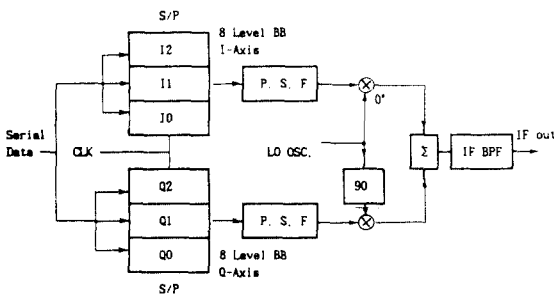 S/P
8 Level BB
I-Axis
I2
I1
I0
P. S. F
0°
Serial
Data
CLK
LO OSC.
Σ
IF BPF
IF out
90
Q2
Q1
Q0
P. S. F
8 Level BB
Q-Axis
S/P